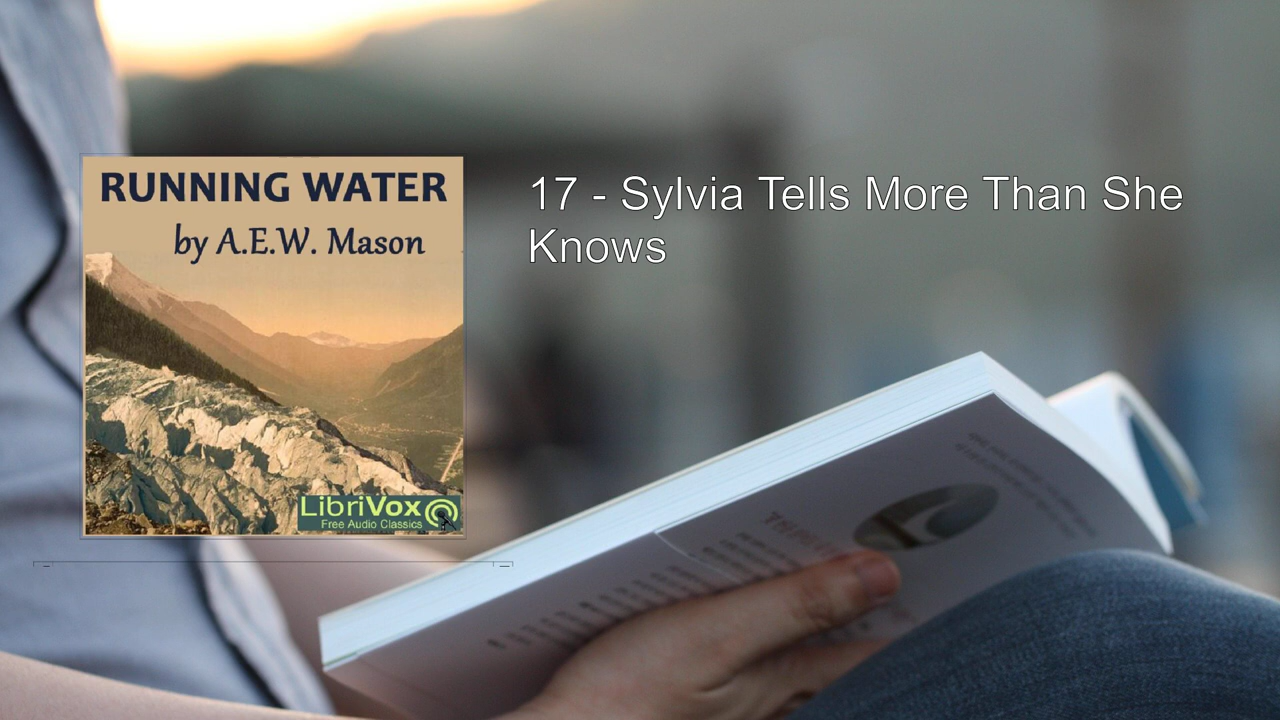 RUNNING WATER
by A.E.W. Mason
LibriVox
Free Audio Classics
17 - Sylvia Tells More Than She
Knows